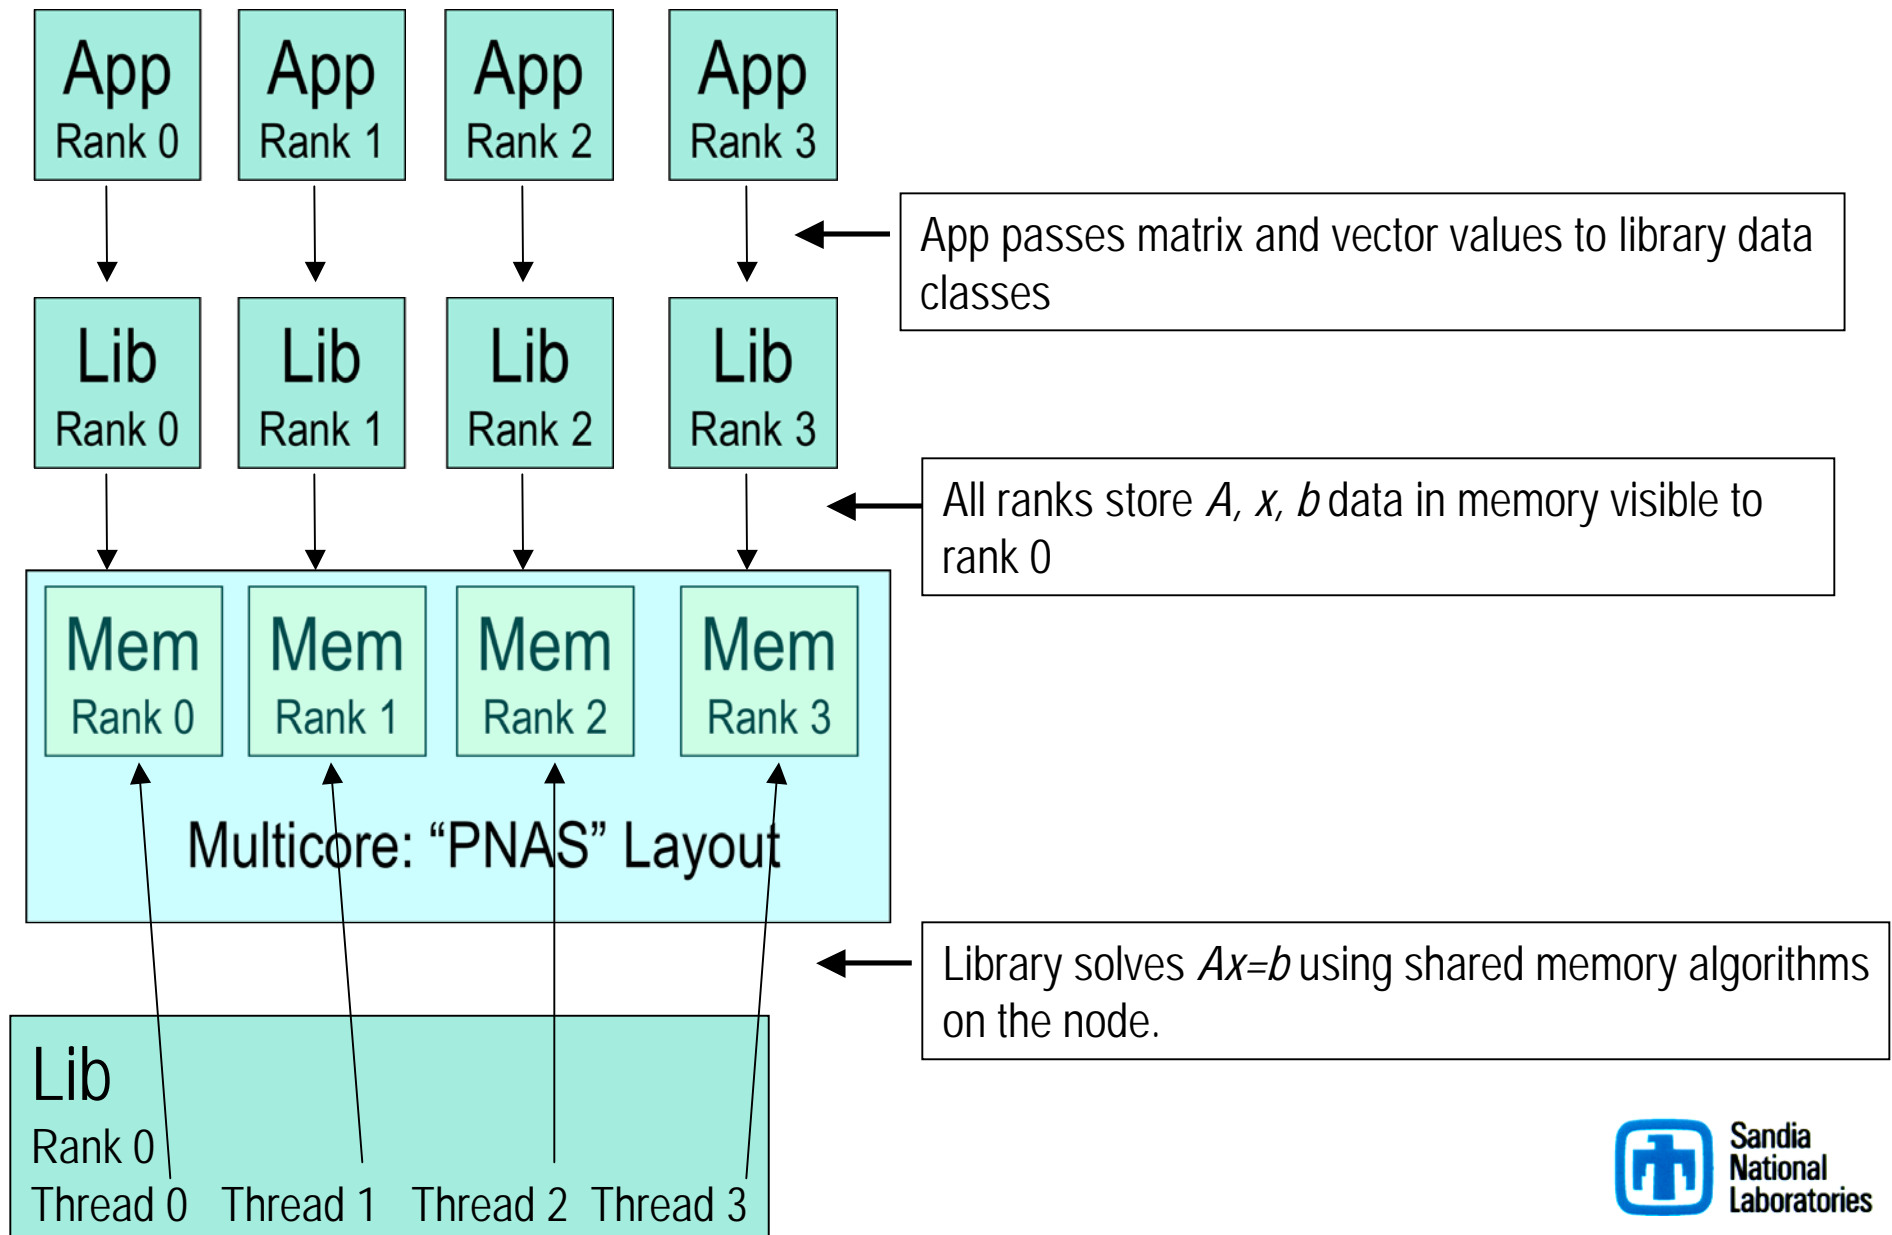 App
Rank 0
App
Rank 1
App
Rank 2
App
Rank 3
App passes matrix and vector values to library data
classes
Lib
Rank 0
Lib
Rank 1
Lib
Rank 2
Lib
Rank 3
All ranks store A, x, b data in memory visible to
rank 0
Mem
Rank 0
Mem
Rank 1
Mem
Rank 2
Mem
Rank 3
Multicore: “PNAS” Layout
Library solves Ax=b using shared memory algorithms
on the node.
Lib
Rank 0
Thread 0 Thread 1 Thread 2 Thread 3
Sandia
National
Laboratories